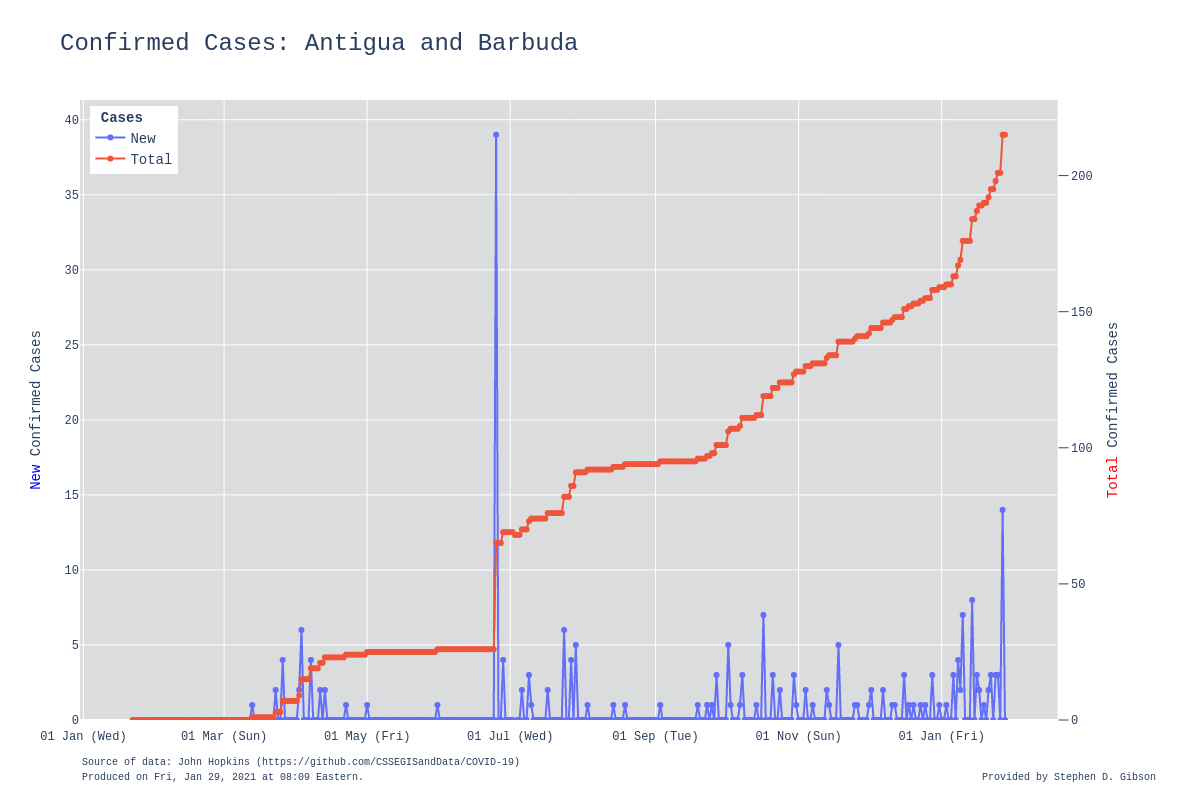 Confirmed Cases: Antigua and Barbuda
Cases
New
Total
40
35
30
25
20
15
10
5
0
200
150
100
50
0
New Confirmed Cases
Total Confirmed Cases
01 Jan (Wed)
01 Mar (Sun)
01 May (Fri)
01 Jul (Wed)
01 Sep (Tue)
01 Nov (Sun)
01 Jan (Fri)
Source of data: John Hopkins (https://github.com/CSSEGISandData/COVID-19)
Produced on Fri, Jan 29, 2021 at 08:09 Eastern.
Provided by Stephen D. Gibson